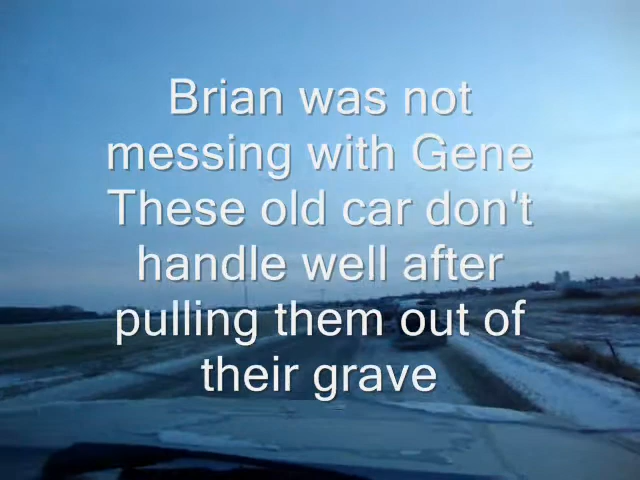 Brian was not
messing with Gene
These old car don't
handle well after
pulling them out of
their grave